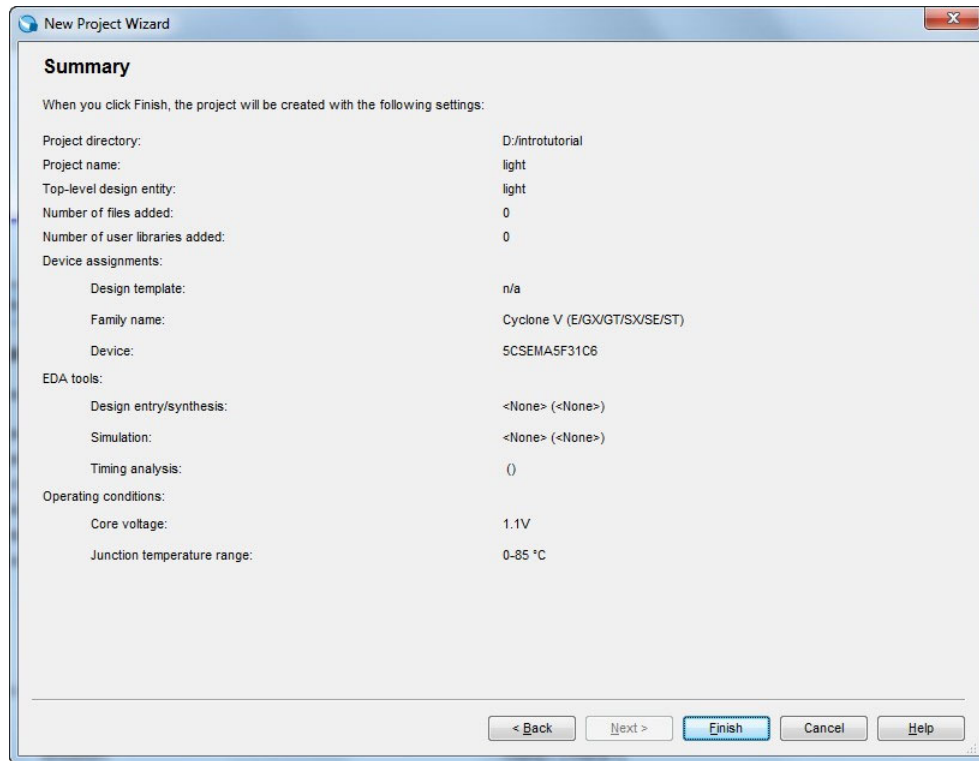 New Project Wizard
Summary
When you click Finish, the project will be created with the following settings:
Project directory: D:/introtutorial
Project name: light
Top-level design entity: light
Number of files added: 0
Number of user libraries added: 0
Device assignments:
Design template: n/a
Family name: Cyclone V (E/GX/GT/SX/SE/ST)
Device: 5CSEMA5F31C6
EDA tools:
Design entry/synthesis: <None> (<None>)
Simulation: <None> (<None>)
Timing analysis: ()
Operating conditions:
Core voltage: 1.1V
Junction temperature range: 0-85 °C
< Back Next > Finish Cancel Help